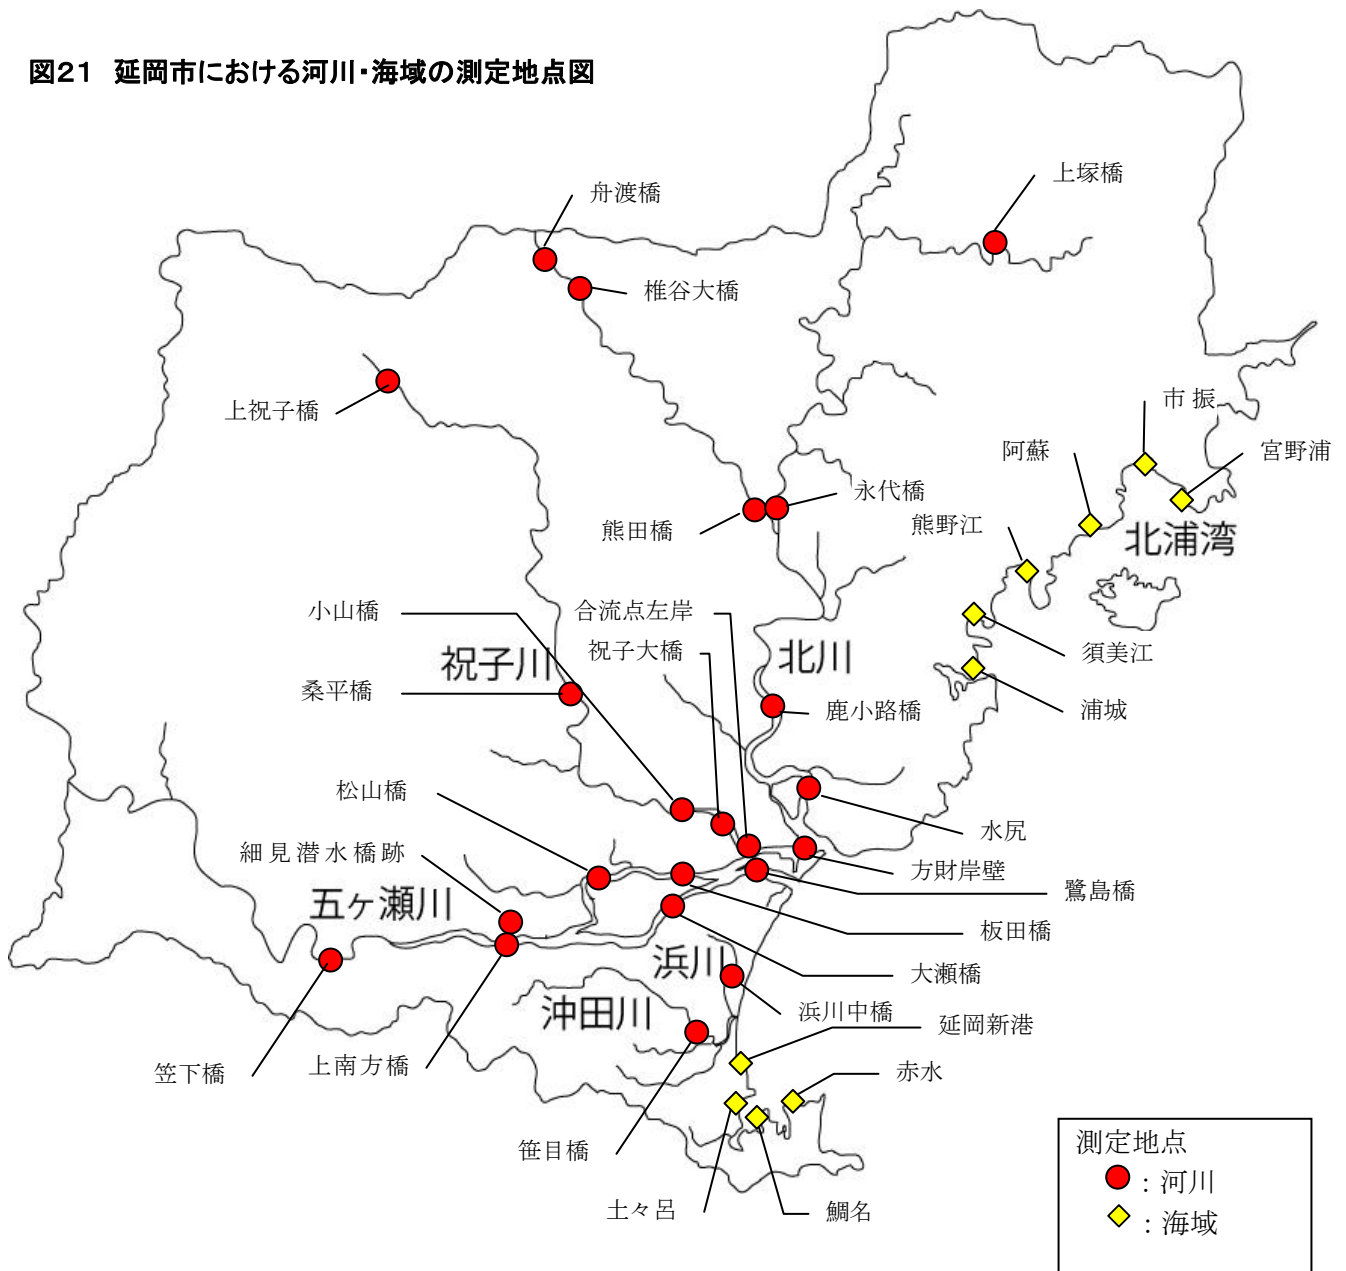 図21 延岡市における河川・海域の測定地点図
上塚橋
舟渡橋
椎谷大橋
市振
上祝子橋
宮野浦
阿蘇
永代橋
熊野江
熊田橋
北浦湾
小山橋
合流点左岸
祝子大橋
北川
須美江
祝子川
桑平橋
鹿小路橋
浦城
松山橋
水尻
細見潜水橋跡
方財岸壁
鷺島橋
五ヶ瀬川
板田橋
浜川
大瀬橋
沖田川
浜川中橋
延岡新港
笠下橋
上南方橋
赤水
笹目橋
土々呂
鯛名
測定地点
：河川
：海域